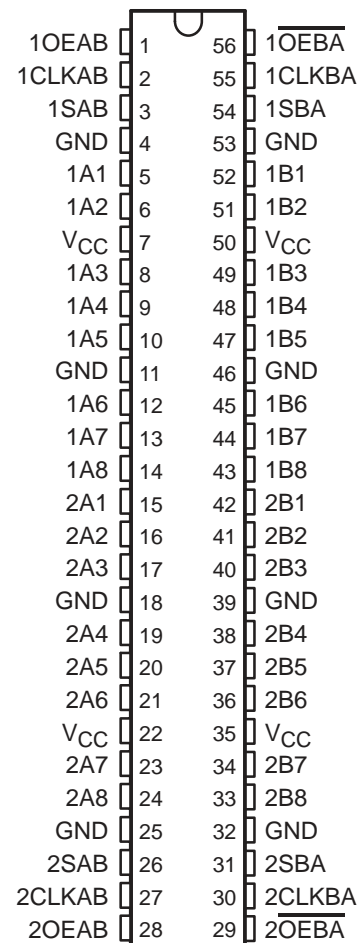 1OEAB 1 56 1O̅E̅B̅A̅
1CLKAB 2 55 1CLKBA
1SAB 3 54 1SBA
GND 4 53 GND
1A1 5 52 1B1
1A2 6 51 1B2
VCC 7 50 VCC
1A3 8 49 1B3
1A4 9 48 1B4
1A5 10 47 1B5
GND 11 46 GND
1A6 12 45 1B6
1A7 13 44 1B7
1A8 14 43 1B8
2A1 15 42 2B1
2A2 16 41 2B2
2A3 17 40 2B3
GND 18 39 GND
2A4 19 38 2B4
2A5 20 37 2B5
2A6 21 36 2B6
VCC 22 35 VCC
2A7 23 34 2B7
2A8 24 33 2B8
GND 25 32 GND
2SAB 26 31 2SBA
2CLKAB 27 30 2CLKBA
2OEAB 28 29 2O̅E̅B̅A̅